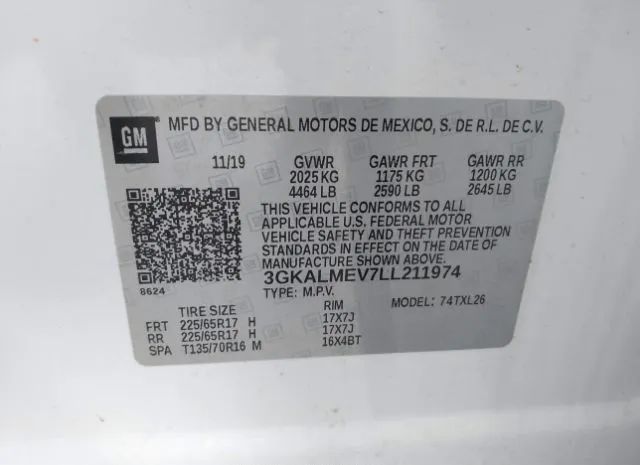 GM MFD BY GENERAL MOTORS DE MEXICO, S. DE R.L. DE C.V.
11/19 GVWR GAWR FRT GAWR RR
2025 KG 1175 KG 1200 KG
4464 LB 2590 LB 2645 LB
THIS VEHICLE CONFORMS TO ALL
APPLICABLE U.S. FEDERAL MOTOR
VEHICLE SAFETY AND THEFT PREVENTION
STANDARDS IN EFFECT ON THE DATE
OF MANUFACTURE SHOWN ABOVE.
8624 3GKALMEV7LL211974
TYPE: M.P.V. MODEL: 74TXL26
TIRE SIZE RIM
FRT 225/65R17 H 17X7J
RR 225/65R17 H 17X7J
SPA T135/70R16 M 16X4BT